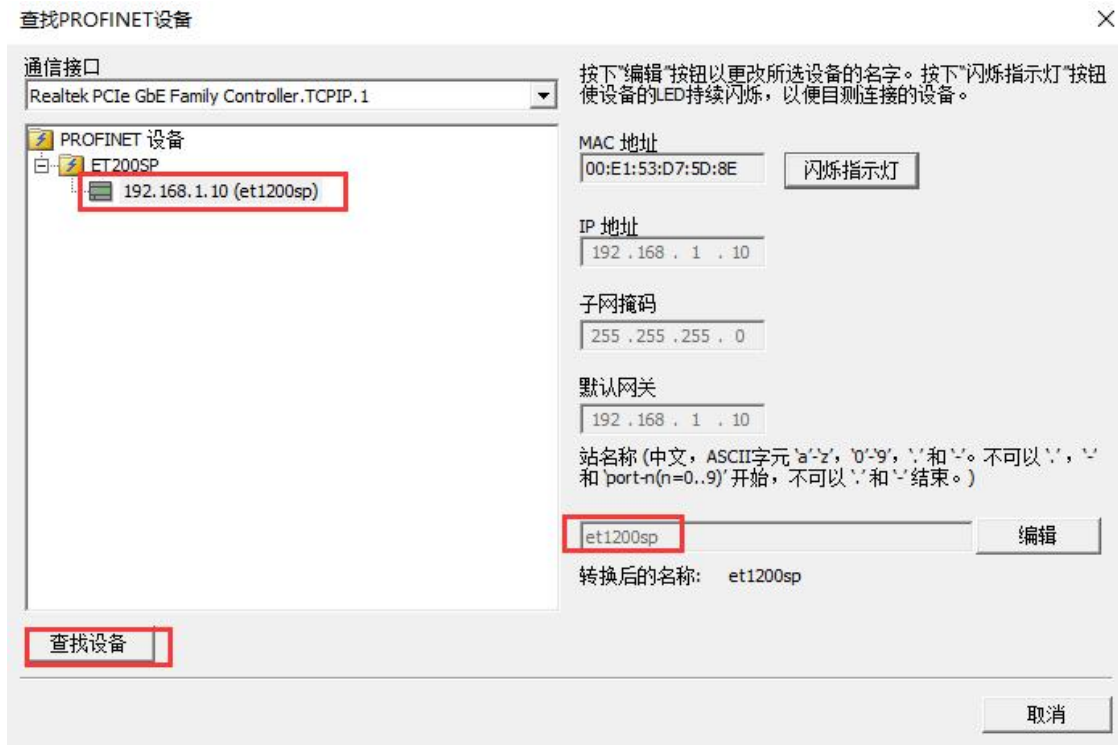 查找PROFINET设备
通信接口
Realtek PCIe GbE Family Controller.TCPIP.1
PROFINET 设备
ET200SP
192.168.1.10 (et1200sp)
查找设备
按下"编辑"按钮以更改所选设备的名字。按下"闪烁指示灯"按钮
使设备的LED持续闪烁，以便目测连接的设备。
MAC 地址
00:E1:53:D7:5D:8E
闪烁指示灯
IP 地址
192 . 168 . 1 . 10
子网掩码
255 . 255 . 255 . 0
默认网关
192 . 168 . 1 . 10
站名称 (中文，ASCII字元 'a'-'z'，'0'-'9'，'.' 和 '-'。不可以 '.'，'-'
和 'port-n(n=0..9)' 开始，不可以 '.' 和 '-' 结束。)
et1200sp
编辑
转换后的名称: et1200sp
取消